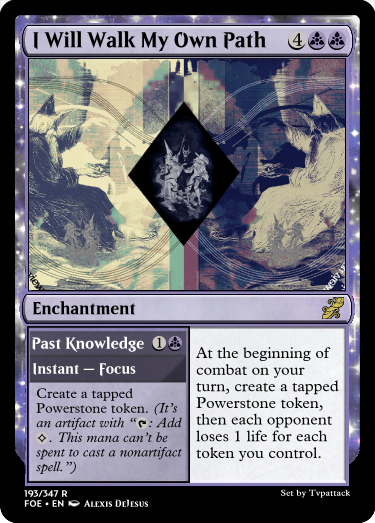 I Will Walk My Own Path 4
Enchantment
Past Knowledge 1
Instant — Focus
Create a tapped
Powerstone token. (It's
an artifact with “: Add
. This mana can't be
spent to cast a nonartifact
spell.”)
At the beginning of
combat on your
turn, create a tapped
Powerstone token,
then each opponent
loses 1 life for each
token you control.
193/347 R
FOE • EN Alexis DeJesus
Set by Tvpattack